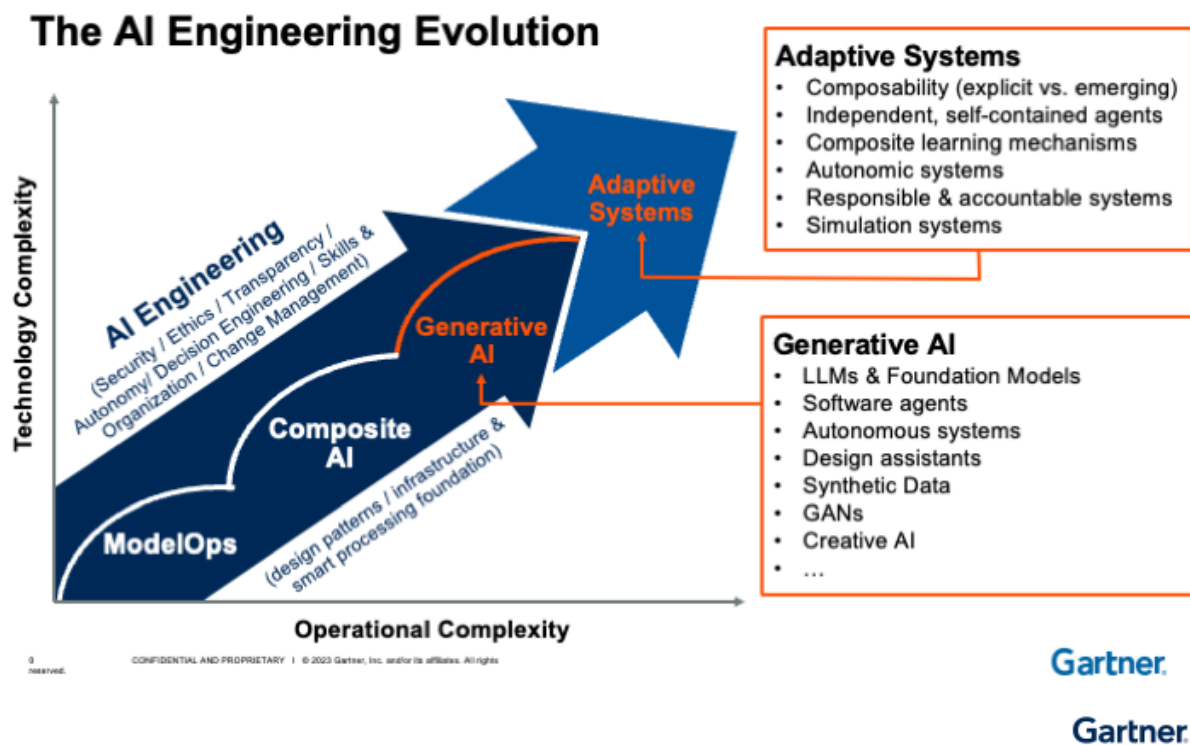 The AI Engineering Evolution
Technology Complexity
AI Engineering
(Security / Ethics / Transparency /
Autonomy/ Decision Engineering / Skills &
Organization / Change Management)
ModelOps
Composite
AI
Generative
AI
Adaptive
Systems
(design patterns / infrastructure &
smart processing foundation)
Operational Complexity
Adaptive Systems
• Composability (explicit vs. emerging)
• Independent, self-contained agents
• Composite learning mechanisms
• Autonomic systems
• Responsible & accountable systems
• Simulation systems
Generative AI
• LLMs & Foundation Models
• Software agents
• Autonomous systems
• Design assistants
• Synthetic Data
• GANs
• Creative AI
• …
0 CONFIDENTIAL AND PROPRIETARY | © 2023 Gartner, Inc. and/or its affiliates. All rights
reserved.
Gartner.
Gartner